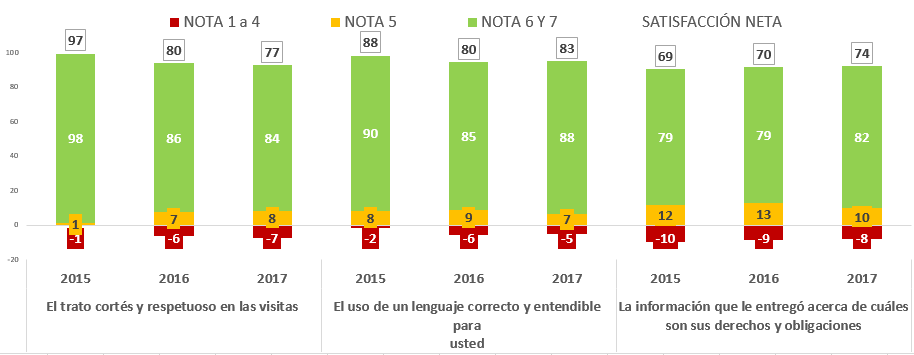 NOTA 1 a 4 NOTA 5 NOTA 6 Y 7 SATISFACCIÓN NETA
97 80 77 88 80 83 69 70 74
100
80
60
40
20
0
-20
98 86 84 90 85 88 79 79 82
1 7 8 8 9 7 12 13 10
-1 -6 -7 -2 -6 -5 -10 -9 -8
2015 2016 2017 2015 2016 2017 2015 2016 2017
El trato cortés y respetuoso en las visitas
El uso de un lenguaje correcto y entendible
para
usted
La información que le entregó acerca de cuáles
son sus derechos y obligaciones